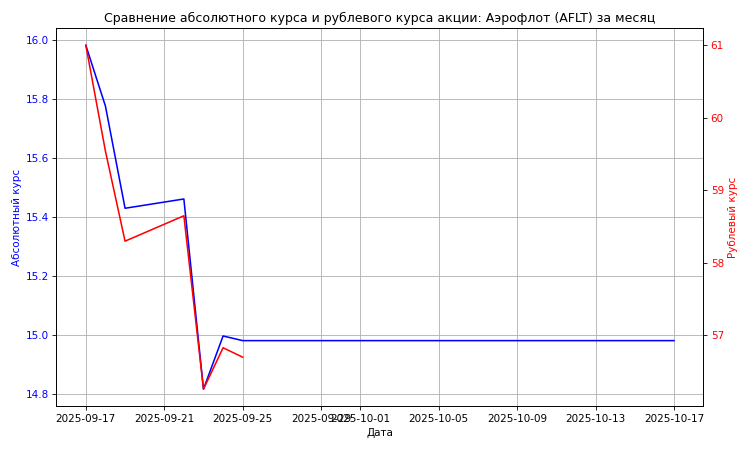 Сравнение абсолютного курса и рублевого курса акции: Аэрофлот (AFLT) за месяц
16.0
15.8
15.6
15.4
15.2
15.0
14.8
Абсолютный курс
61
60
59
58
57
Рублевый курс
2025-09-17 2025-09-21 2025-09-25 2025-09-29 2025-10-01 2025-10-05 2025-10-09 2025-10-13 2025-10-17
Дата